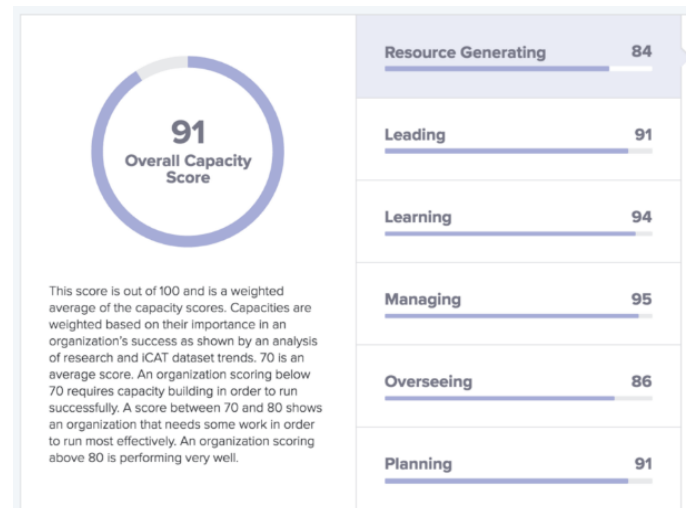 91
Overall Capacity
Score
This score is out of 100 and is a weighted
average of the capacity scores. Capacities are
weighted based on their importance in an
organization's success as shown by an analysis
of research and iCAT dataset trends. 70 is an
average score. An organization scoring below
70 requires capacity building in order to run
successfully. A score between 70 and 80 shows
an organization that needs some work in order
to run most effectively. An organization scoring
above 80 is performing very well.
Resource Generating 84
Leading 91
Learning 94
Managing 95
Overseeing 86
Planning 91